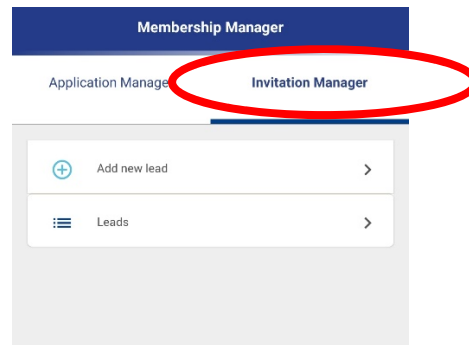 Membership Manager
Application Manage
Invitation Manager
Add new lead
Leads